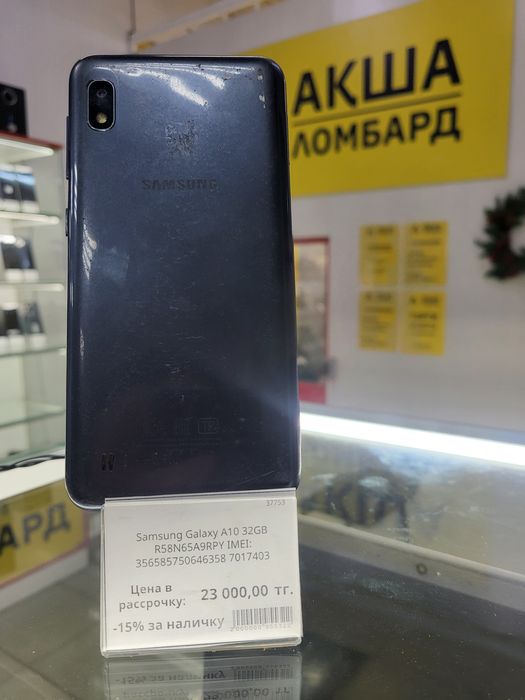 АКША
ЛОМБАРД
SAMSUNG
37753
Samsung Galaxy A10 32GB
R58N65A9RPY IMEI:
356585750646358 7017403
Цена в
рассрочку: 23 000,00 тг.
-15% за наличку